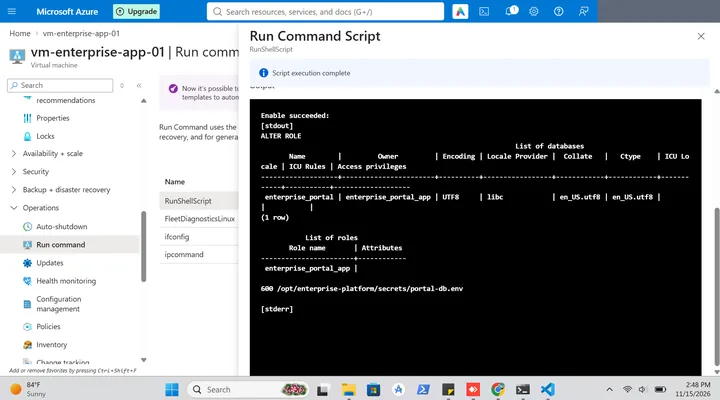 Microsoft Azure
Upgrade
Search resources, services, and docs (G+/)
1
Home > vm-enterprise-app-01
vm-enterprise-app-01 | Run comm
Virtual machine
Search
recommendations
Properties
Locks
Availability + scale
Security
Backup + disaster recovery
Operations
Auto-shutdown
Run command
Updates
Health monitoring
Configuration
management
Policies
Inventory
Change tracking
Add or remove favorites by pressing Ctrl+Shift+F
Now it's possible t
templates to autom
Run Command uses the
recovery, and for genera
Name
RunShellScript
FleetDiagnosticsLinux
ifconfig
ipcommand
Run Command Script
RunShellScript
Script execution complete
Output
Enable succeeded:
[stdout]
ALTER ROLE
List of databases
Name | Owner | Encoding | Locale Provider | Collate | Ctype | ICU Lo
cale | ICU Rules | Access privileges
------------------+-----------------------+----------+-----------------+------------+------------+-------
-----+-----------+-------------------
enterprise_portal | enterprise_portal_app | UTF8 | libc | en_US.utf8 | en_US.utf8 |
| |
(1 row)
List of roles
Role name | Attributes
-----------------------+------------
enterprise_portal_app |
600 /opt/enterprise-platform/secrets/portal-db.env
[stderr]
84°F
Sunny
Search
2:48 PM
11/15/2026